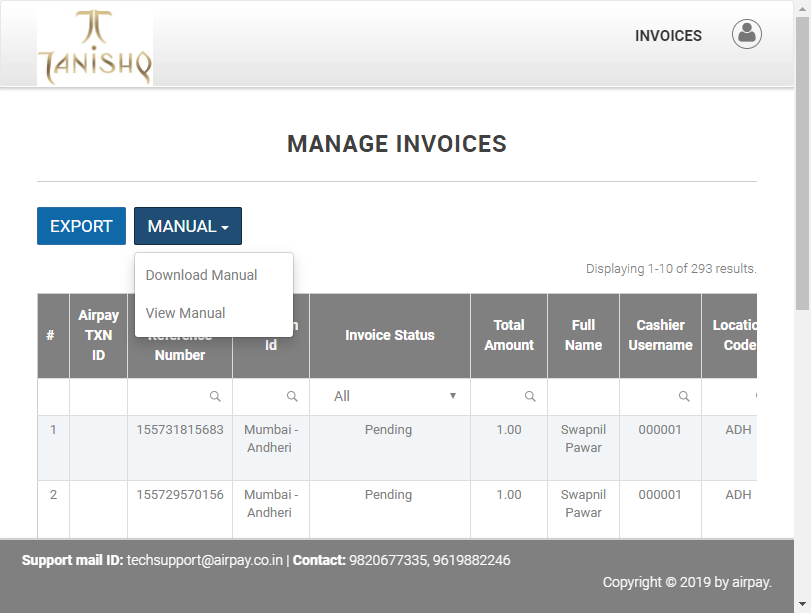 TANISHQ
INVOICES
MANAGE INVOICES
EXPORT
MANUAL
Download Manual
View Manual
Displaying 1-10 of 293 results.
#
Airpay
TXN
ID
Reference
Number
Id
Invoice Status
Total
Amount
Full
Name
Cashier
Username
Locatio
Code
All
1
155731815683
Mumbai -
Andheri
Pending
1.00
Swapnil
Pawar
000001
ADH
2
155729570156
Mumbai -
Andheri
Pending
1.00
Swapnil
Pawar
000001
ADH
Support mail ID: techsupport@airpay.co.in | Contact: 9820677335, 9619882246
Copyright © 2019 by airpay.